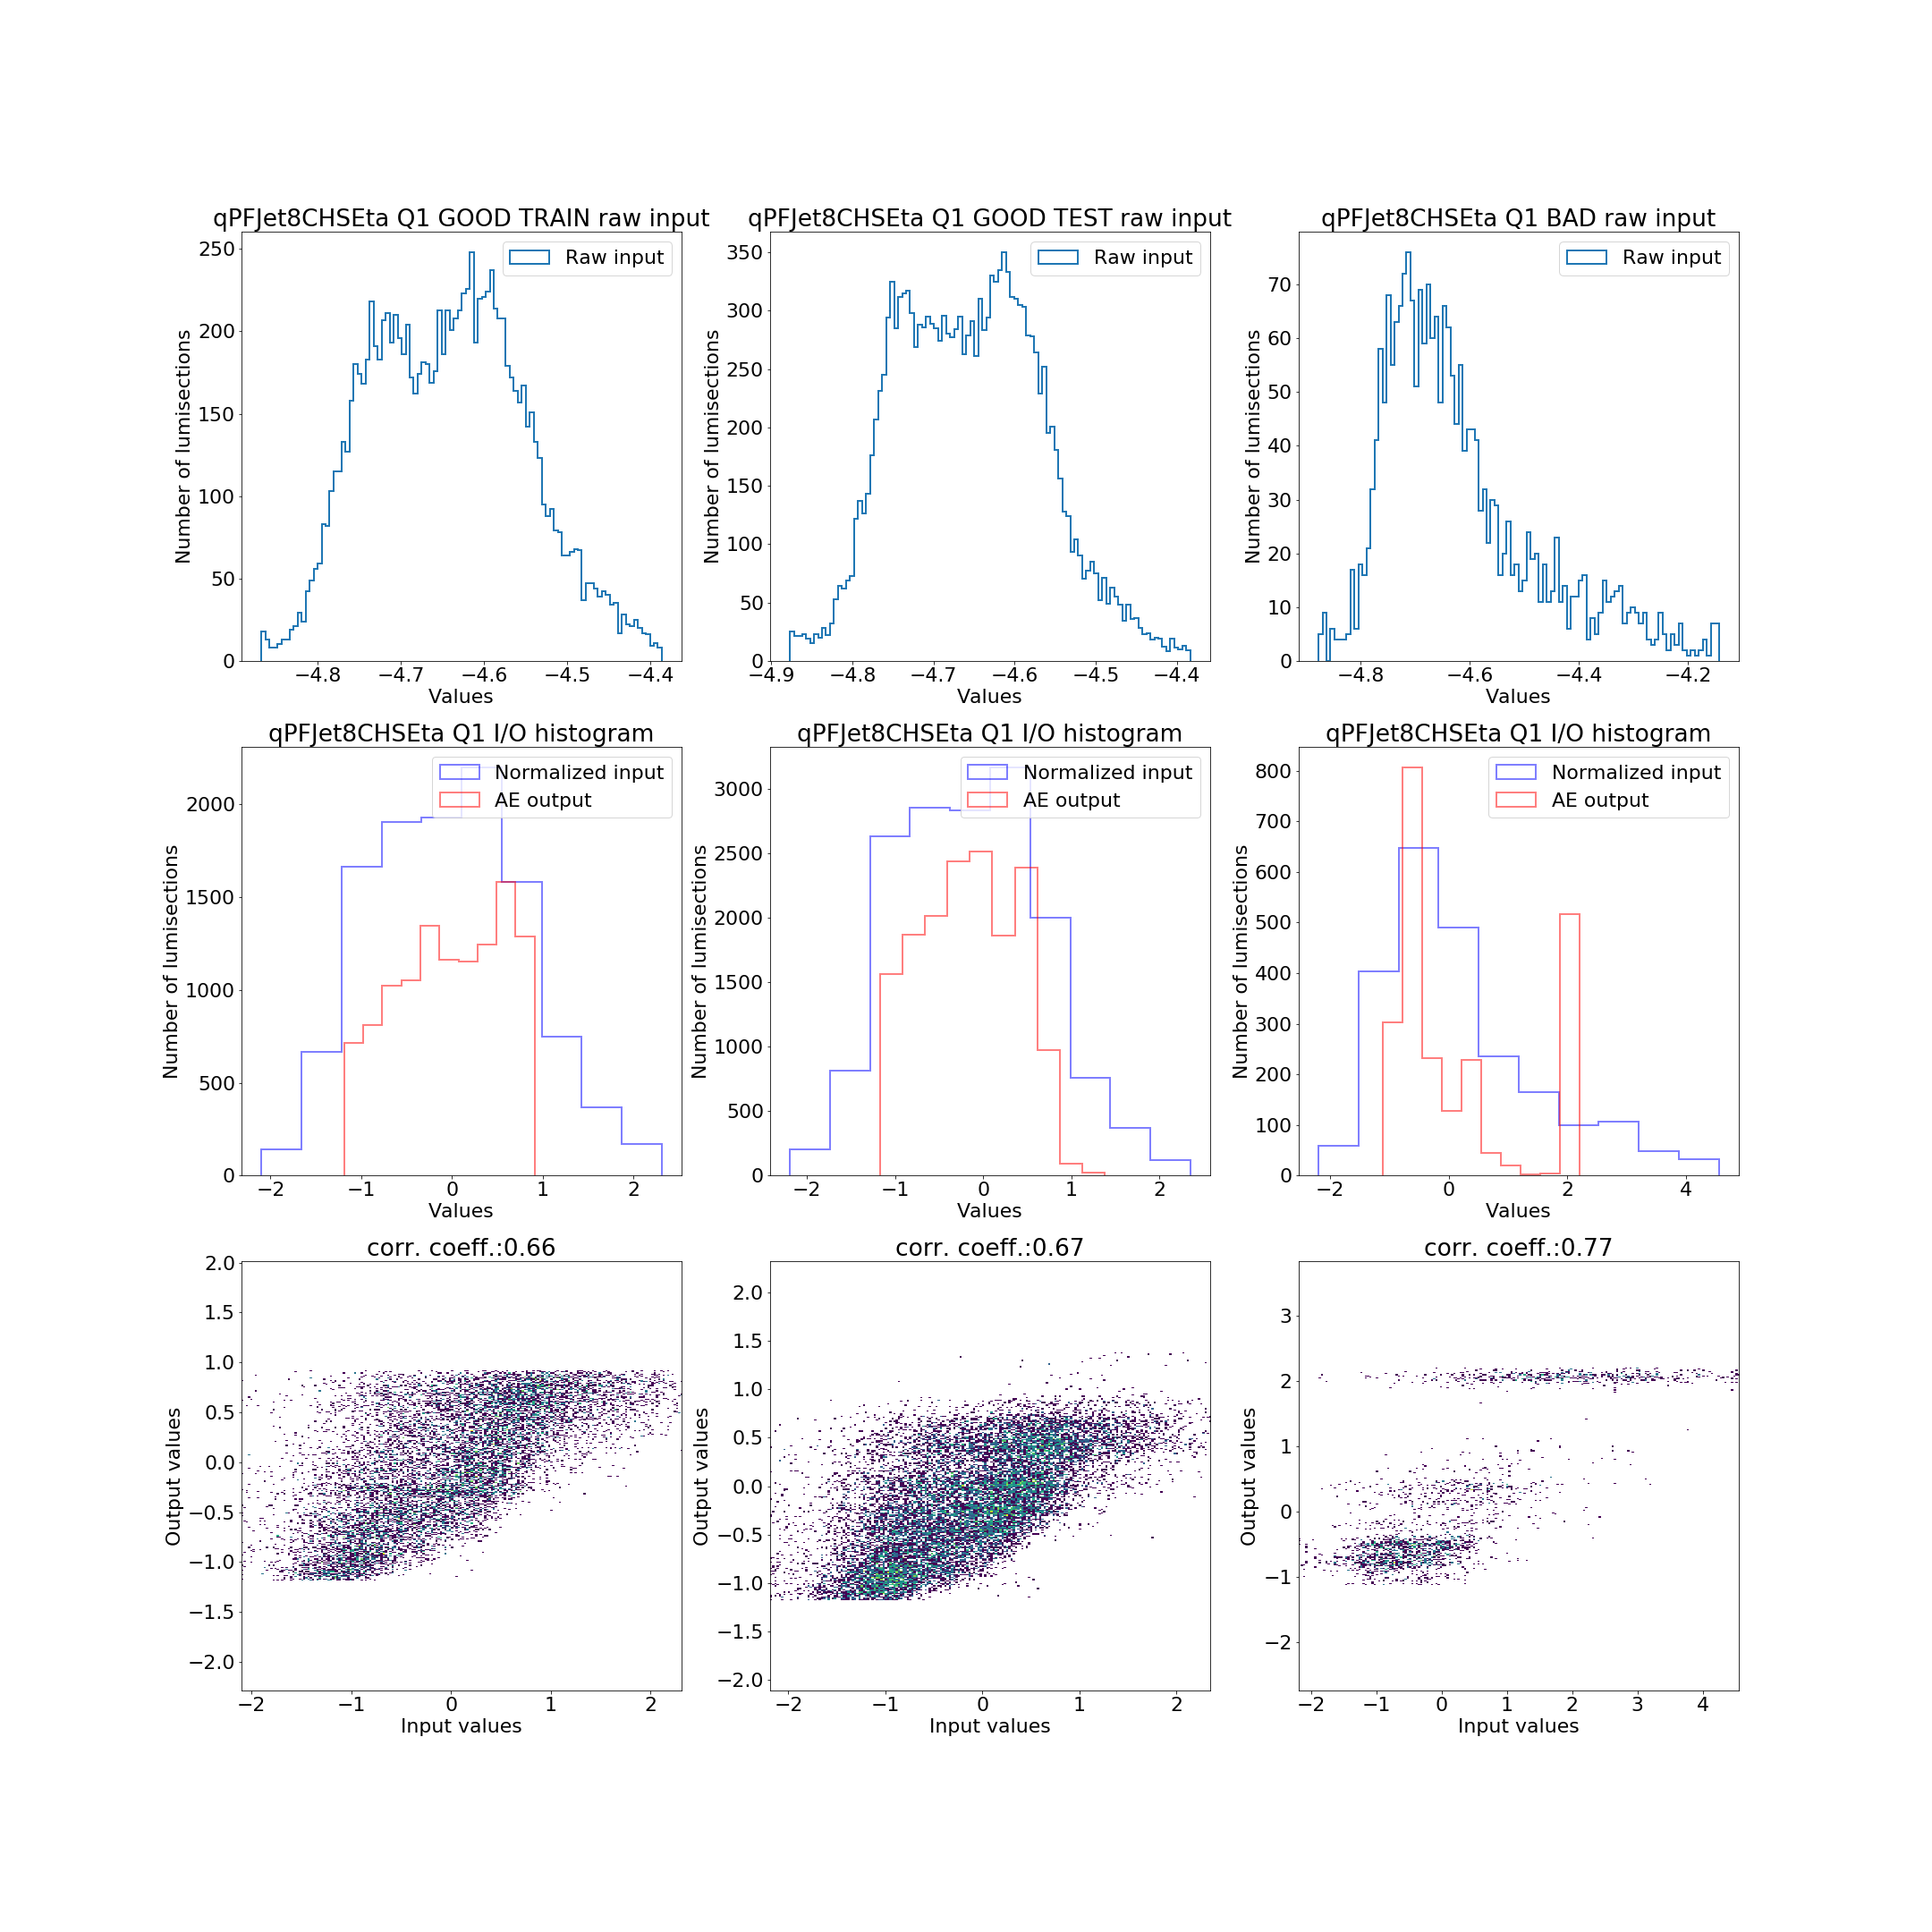 qPFJet8CHSEta Q1 GOOD TRAIN raw input
250
200
150
100
50
0
Number of lumisections
Raw input
−4.8 −4.7 −4.6 −4.5 −4.4
Values
qPFJet8CHSEta Q1 GOOD TEST raw input
350
300
250
200
150
100
50
0
Number of lumisections
Raw input
−4.9 −4.8 −4.7 −4.6 −4.5 −4.4
Values
qPFJet8CHSEta Q1 BAD raw input
70
60
50
40
30
20
10
0
Number of lumisections
Raw input
−4.8 −4.6 −4.4 −4.2
Values
qPFJet8CHSEta Q1 I/O histogram
2000
1500
1000
500
0
Number of lumisections
Normalized input
AE output
−2 −1 0 1 2
Values
qPFJet8CHSEta Q1 I/O histogram
3000
2500
2000
1500
1000
500
0
Number of lumisections
Normalized input
AE output
−2 −1 0 1 2
Values
qPFJet8CHSEta Q1 I/O histogram
800
700
600
500
400
300
200
100
0
Number of lumisections
Normalized input
AE output
−2 0 2 4
Values
corr. coeff.:0.66
2.0
1.5
1.0
0.5
0.0
−0.5
−1.0
−1.5
−2.0
Output values
−2 −1 0 1 2
Input values
corr. coeff.:0.67
2.0
1.5
1.0
0.5
0.0
−0.5
−1.0
−1.5
−2.0
Output values
−2 −1 0 1 2
Input values
corr. coeff.:0.77
3
2
1
0
−1
−2
Output values
−2 −1 0 1 2 3 4
Input values